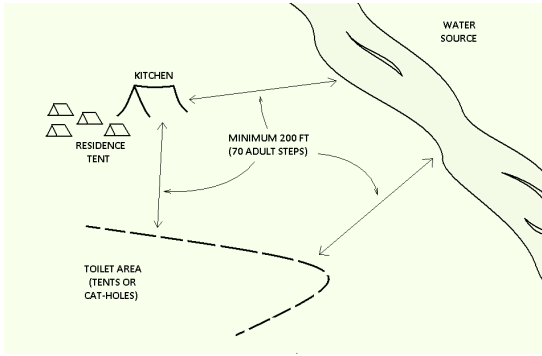 WATER
SOURCE
KITCHEN
MINIMUM 200 FT
(70 ADULT STEPS)
RESIDENCE
TENT
TOILET AREA
(TENTS OR
CAT-HOLES)